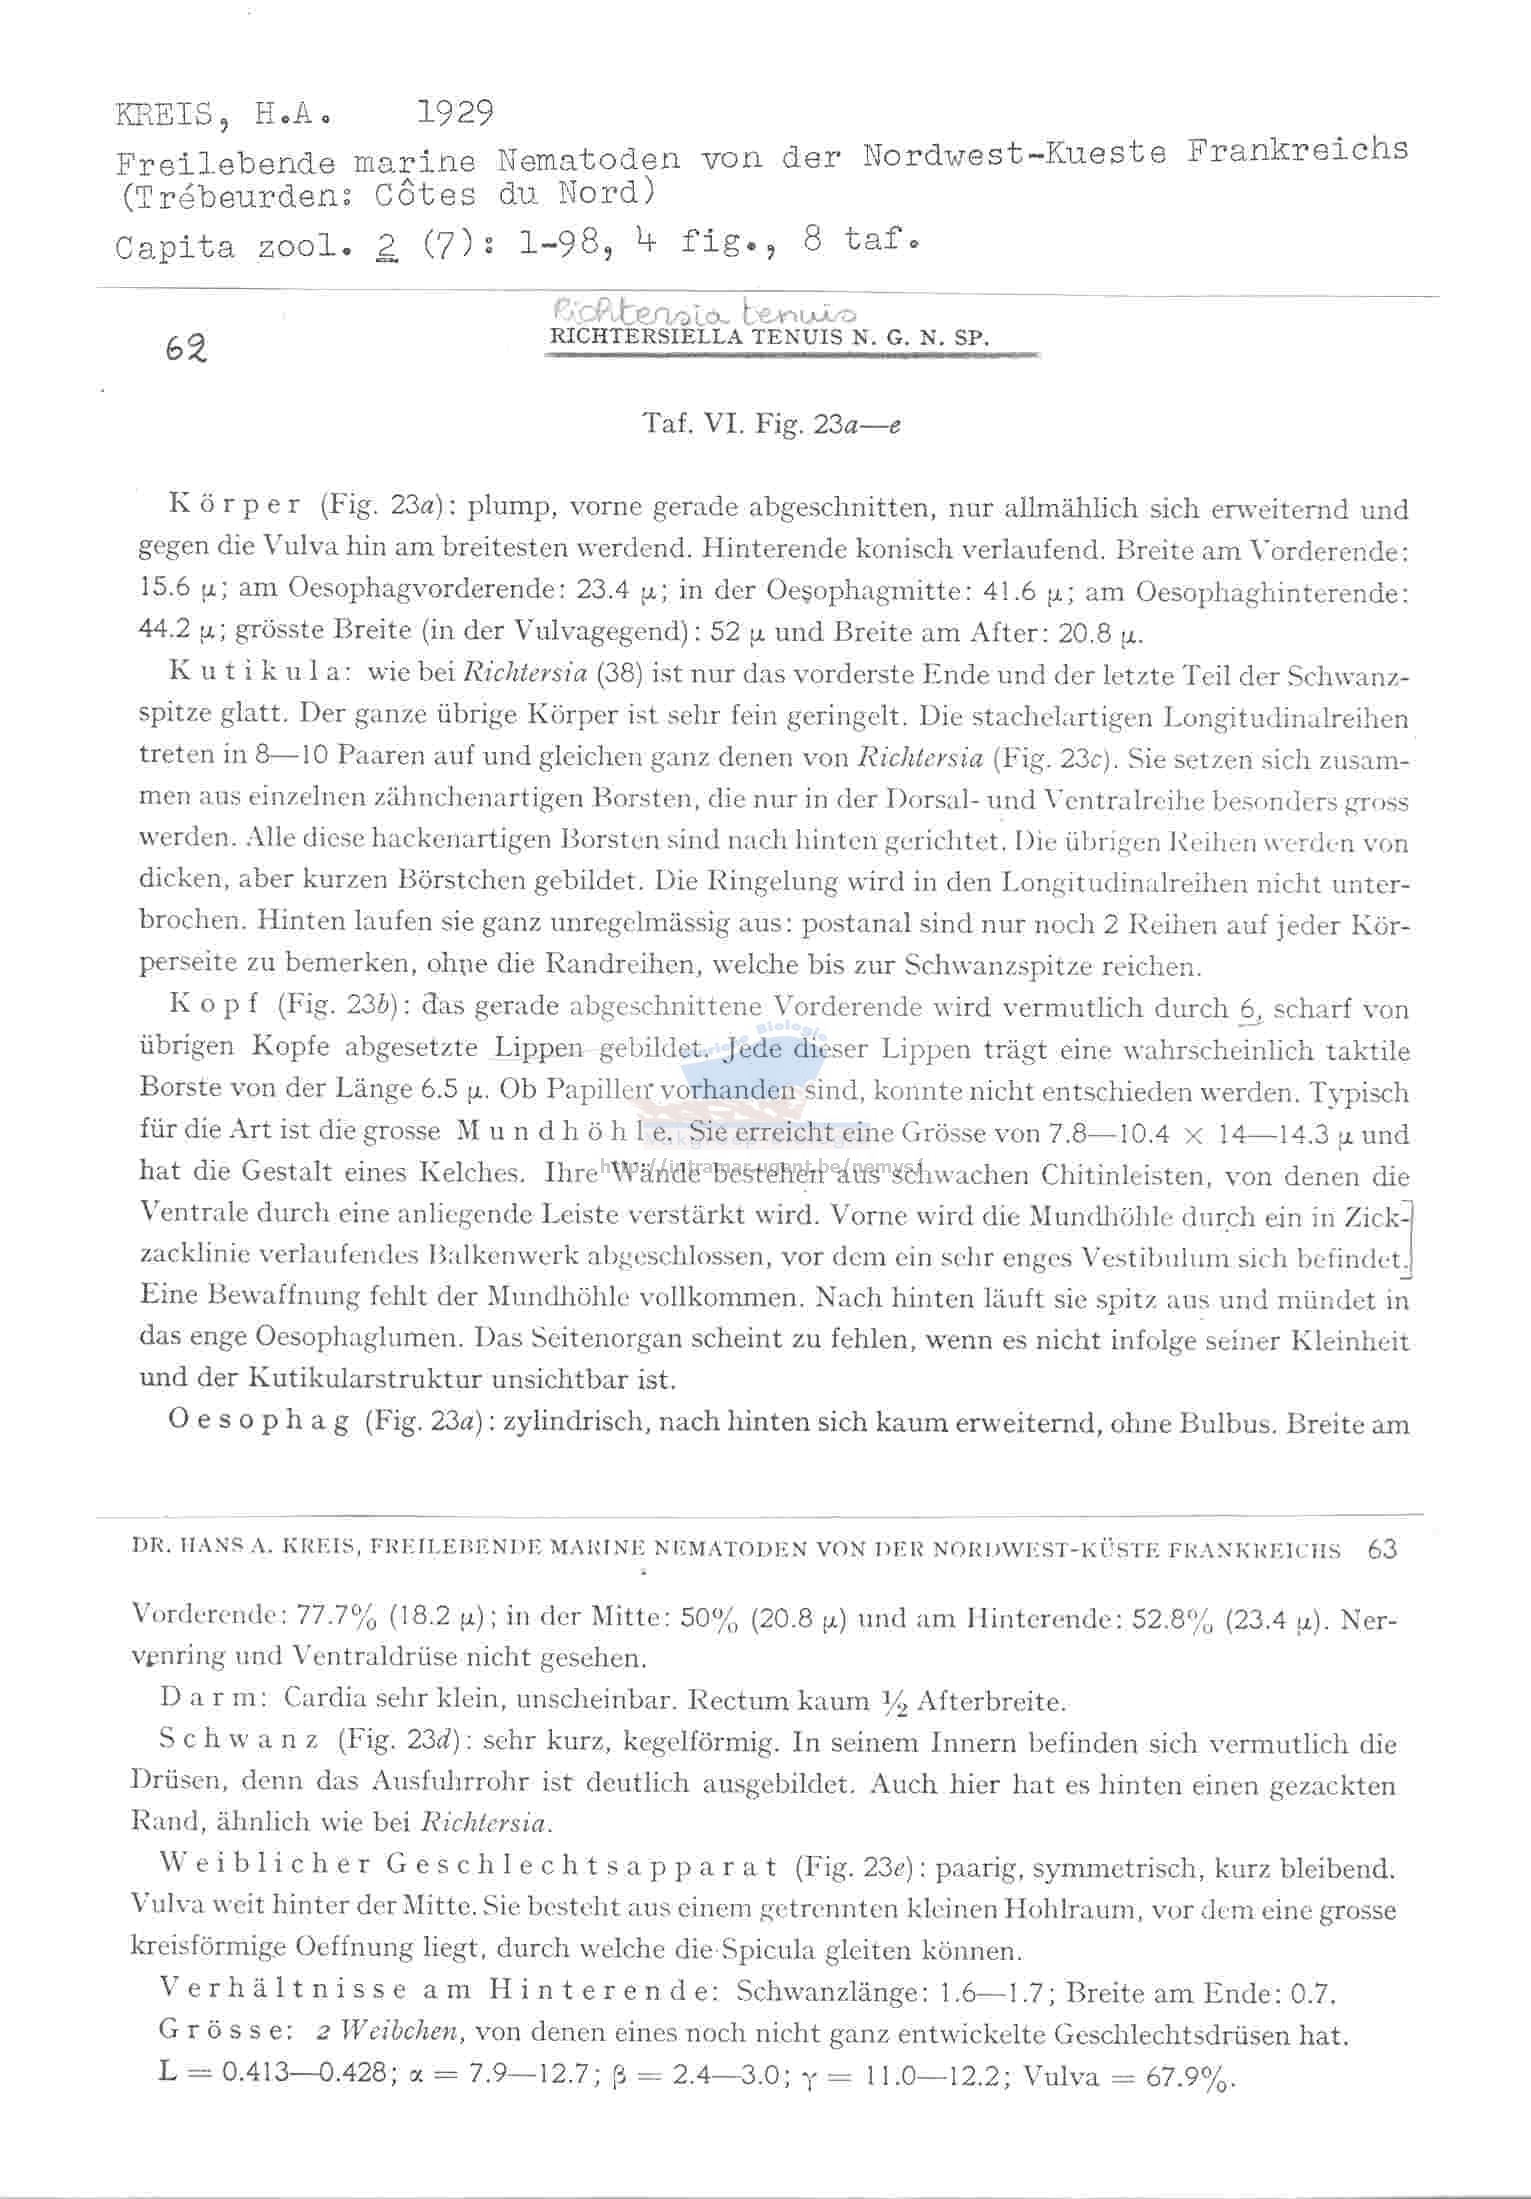 KREIS, H.A. 1929
Freilebende marine Nematoden von der Nordwest-Kueste Frankreichs
(Trébeurden: Côtes du Nord)
Capita zool. 2 (7): 1-98, 4 fig., 8 taf.
Richtersia tenuis
62
RICHTERSIELLA TENUIS N. G. N. SP.
Taf. VI. Fig. 23a—e
Körper (Fig. 23a): plump, vorne gerade abgeschnitten, nur allmählich sich erweiternd und
gegen die Vulva hin am breitesten werdend. Hinterende konisch verlaufend. Breite am Vorderende:
15.6 μ; am Oesophagvorderende: 23.4 μ; in der Oesophagmitte: 41.6 μ; am Oesophaghinterende:
44.2 μ; grösste Breite (in der Vulvagegend): 52 μ und Breite am After: 20.8 μ.
Kutikula: wie bei Richtersia (38) ist nur das vorderste Ende und der letzte Teil der Schwanz-
spitze glatt. Der ganze übrige Körper ist sehr fein geringelt. Die stachelartigen Longitudinalreihen
treten in 8—10 Paaren auf und gleichen ganz denen von Richtersia (Fig. 23c). Sie setzen sich zusam-
men aus einzelnen zähnchenartigen Borsten, die nur in der Dorsal- und Ventralreihe besonders gross
werden. Alle diese hackenartigen Borsten sind nach hinten gerichtet. Die übrigen Reihen werden von
dicken, aber kurzen Börstchen gebildet. Die Ringelung wird in den Longitudinalreihen nicht unter-
brochen. Hinten laufen sie ganz unregelmässig aus: postanal sind nur noch 2 Reihen auf jeder Kör-
perseite zu bemerken, ohne die Randreihen, welche bis zur Schwanzspitze reichen.
Kopf (Fig. 23b): das gerade abgeschnittene Vorderende wird vermutlich durch 6, scharf von
übrigen Kopfe abgesetzte Lippen gebildet. Jede dieser Lippen trägt eine wahrscheinlich taktile
Borste von der Länge 6.5 μ. Ob Papillen vorhanden sind, konnte nicht entschieden werden. Typisch
für die Art ist die grosse Mundhöhle. Sie erreicht eine Grösse von 7.8—10.4 × 14—14.3 μ und
hat die Gestalt eines Kelches. Ihre Wände bestehen aus schwachen Chitinleisten, von denen die
http://intramar.ugent.be/nemys/
Ventrale durch eine anliegende Leiste verstärkt wird. Vorne wird die Mundhöhle durch ein in Zick-
zacklinie verlaufendes Balkenwerk abgeschlossen, vor dem ein sehr enges Vestibulum sich befindet.
Eine Bewaffnung fehlt der Mundhöhle vollkommen. Nach hinten läuft sie spitz aus und mündet in
das enge Oesophaglumen. Das Seitenorgan scheint zu fehlen, wenn es nicht infolge seiner Kleinheit
und der Kutikularstruktur unsichtbar ist.
Oesophag (Fig. 23a): zylindrisch, nach hinten sich kaum erweiternd, ohne Bulbus. Breite am
DR. HANS A. KREIS, FREILEBENDE MARINE NEMATODEN VON DER NORDWEST-KÜSTE FRANKREICHS 63
Vorderende: 77.7% (18.2 μ); in der Mitte: 50% (20.8 μ) und am Hinterende: 52.8% (23.4 μ). Ner-
venring und Ventraldrüse nicht gesehen.
Darm: Cardia sehr klein, unscheinbar. Rectum kaum ½ Afterbreite.
Schwanz (Fig. 23d): sehr kurz, kegelförmig. In seinem Innern befinden sich vermutlich die
Drüsen, denn das Ausfuhrrohr ist deutlich ausgebildet. Auch hier hat es hinten einen gezackten
Rand, ähnlich wie bei Richtersia.
Weiblicher Geschlechtsapparat (Fig. 23e): paarig, symmetrisch, kurz bleibend.
Vulva weit hinter der Mitte. Sie besteht aus einem getrennten kleinen Hohlraum, vor dem eine grosse
kreisförmige Oeffnung liegt, durch welche die Spicula gleiten können.
Verhältnisse am Hinterende: Schwanzlänge: 1.6—1.7; Breite am Ende: 0.7.
Grösse: 2 Weibchen, von denen eines noch nicht ganz entwickelte Geschlechtsdrüsen hat.
L = 0.413—0.428; α = 7.9—12.7; β = 2.4—3.0; γ = 11.0—12.2; Vulva = 67.9%.